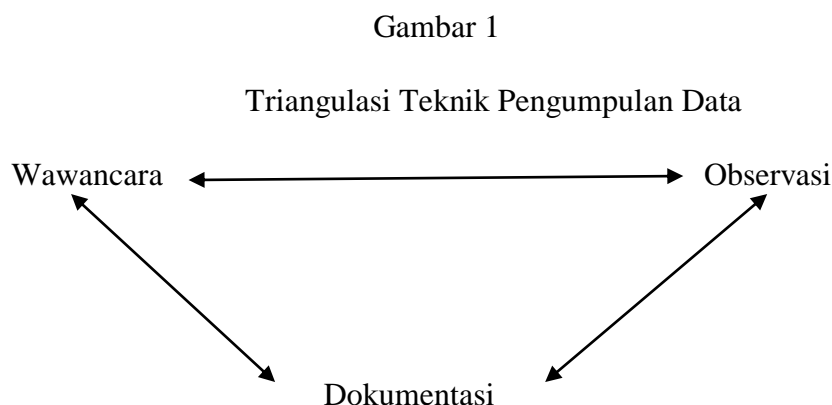 Gambar 1
Triangulasi Teknik Pengumpulan Data
Wawancara Observasi
Dokumentasi